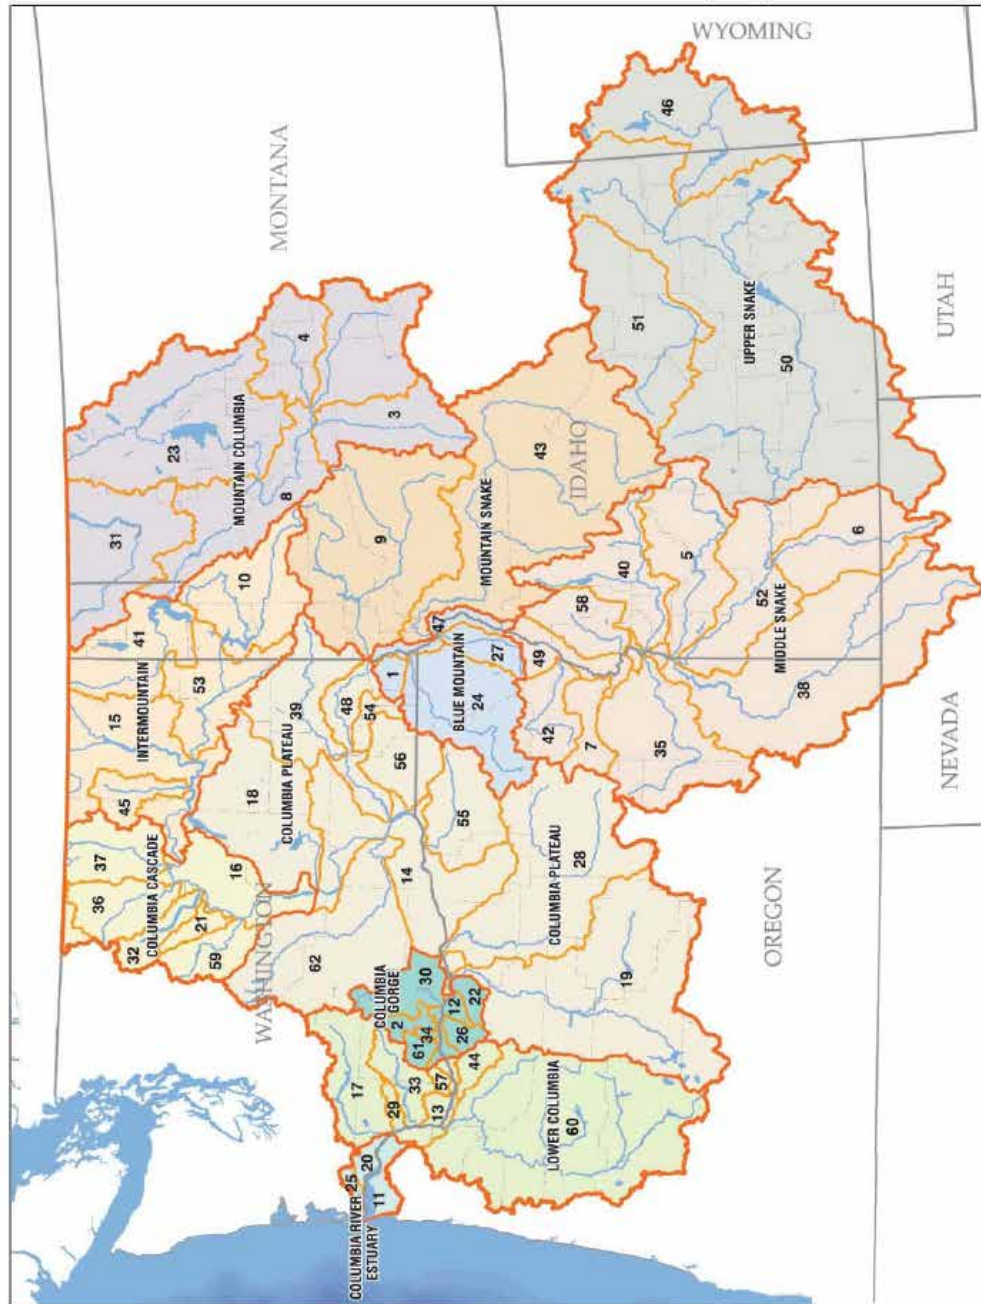 WASHINGTON
MONTANA
IDAHO
OREGON
WYOMING
NEVADA
UTAH
COLUMBIA CASCADE
36
37
32
21
59
16
INTERMOUNTAIN
45
15
41
53
10
MOUNTAIN COLUMBIA
31
23
8
4
3
COLUMBIA PLATEAU
18
39
62
48
54
56
14
55
COLUMBIA PLATEAU
28
19
COLUMBIA RIVER
ESTUARY
25
20
11
LOWER COLUMBIA
17
29
33
13
57
44
60
COLUMBIA
GORGE
2
30
61
34
12
26
22
BLUE MOUNTAIN
1
47
24
27
MOUNTAIN SNAKE
9
43
MIDDLE SNAKE
49
42
7
58
40
5
35
52
6
38
UPPER SNAKE
51
50
46